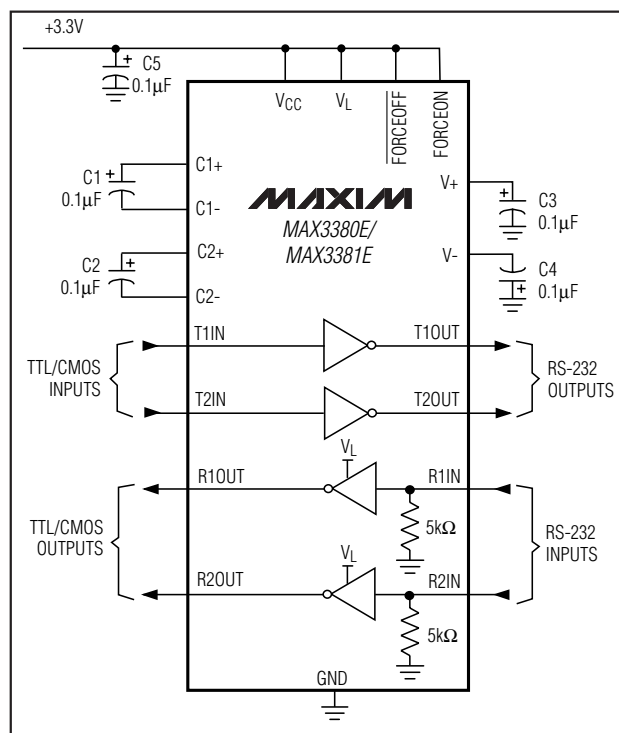 +3.3V
C5
0.1μF
VCC
VL
FORCEOFF
FORCEON
C1+
C1
0.1μF
C1-
C2+
C2
0.1μF
C2-
MAXIM
MAX3380E/
MAX3381E
V+
C3
0.1μF
V-
C4
0.1μF
TTL/CMOS
INPUTS
T1IN
T1OUT
T2IN
T2OUT
RS-232
OUTPUTS
TTL/CMOS
OUTPUTS
R1OUT
VL
R1IN
5kΩ
R2OUT
VL
R2IN
5kΩ
RS-232
INPUTS
GND